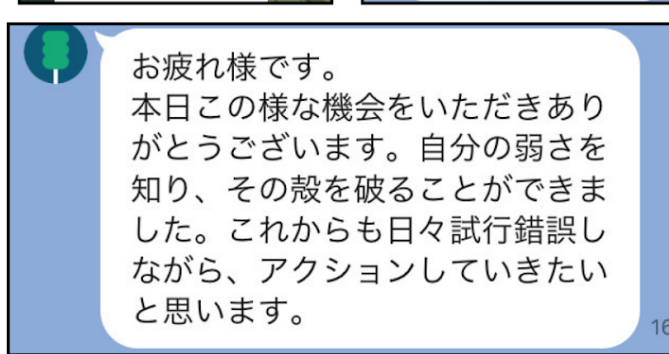 お疲れ様です。
本日この様な機会をいただきあり
がとうございます。自分の弱さを
知り、その殻を破ることができま
した。これからも日々試行錯誤し
ながら、アクションしていきたい
と思います。
16